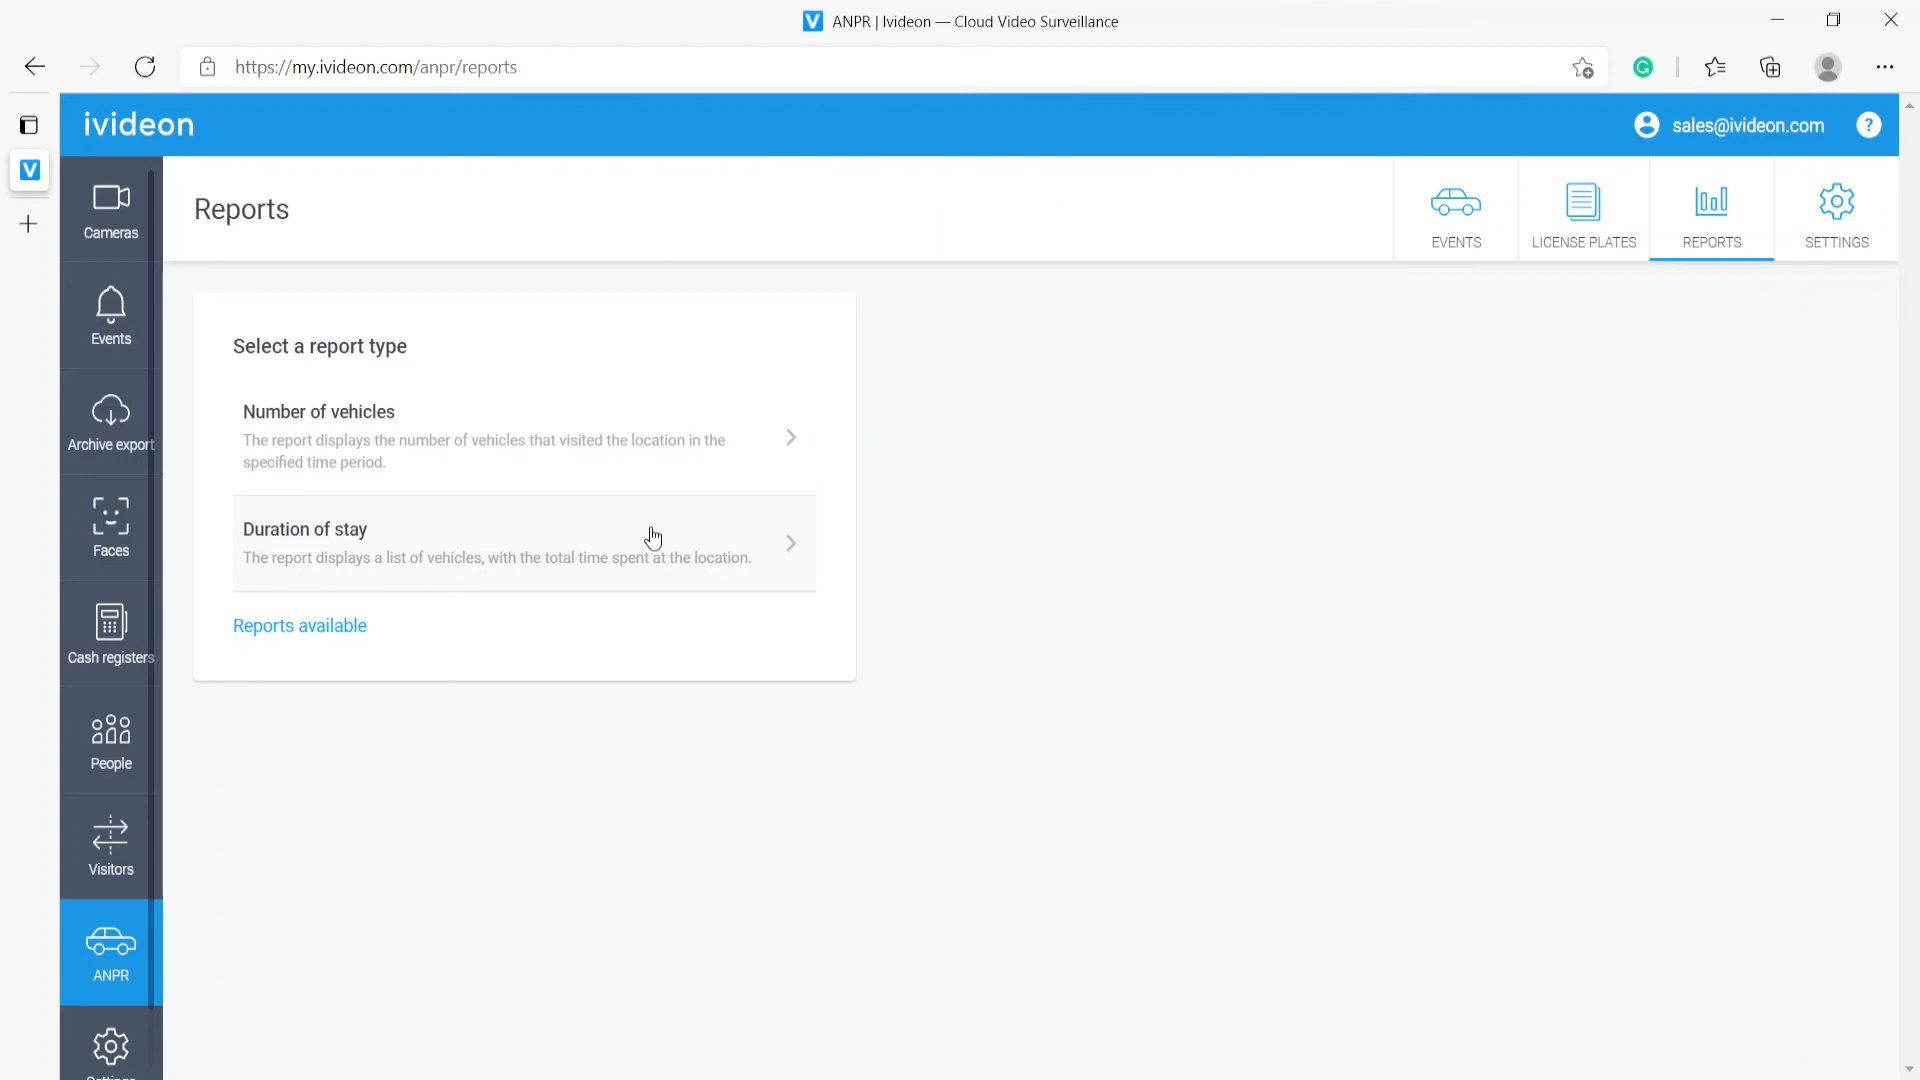 ANPR | Ivideon — Cloud Video Surveillance
https://my.ivideon.com/anpr/reports
ivideon
sales@ivideon.com
?
Cameras
Events
Archive export
Faces
Cash registers
People
Visitors
ANPR
Reports
EVENTS
LICENSE PLATES
REPORTS
SETTINGS
Select a report type
Number of vehicles
The report displays the number of vehicles that visited the location in the
specified time period.
Duration of stay
The report displays a list of vehicles, with the total time spent at the location.
Reports available